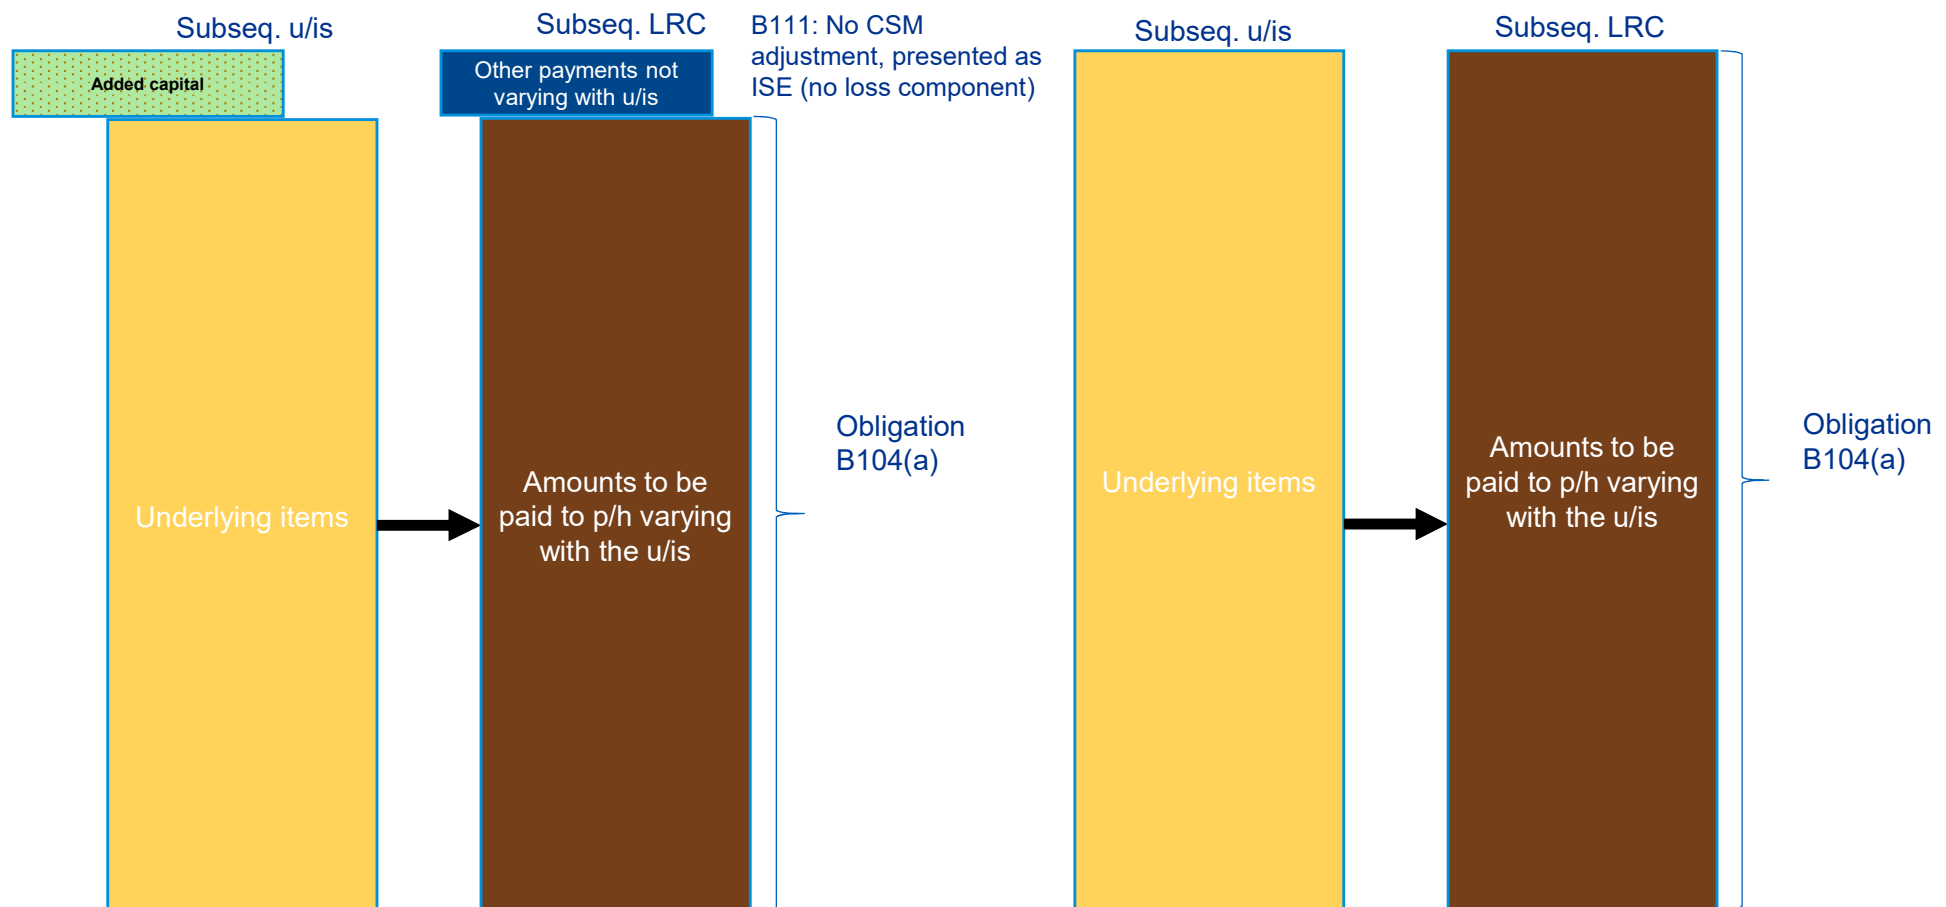 Subseq. u/is
Subseq. LRC
B111: No CSM
adjustment, presented as
ISE (no loss component)
Added capital
Other payments not
varying with u/is
Underlying items
Amounts to be
paid to p/h varying
with the u/is
Obligation
B104(a)
Subseq. u/is
Subseq. LRC
Underlying items
Amounts to be
paid to p/h varying
with the u/is
Obligation
B104(a)